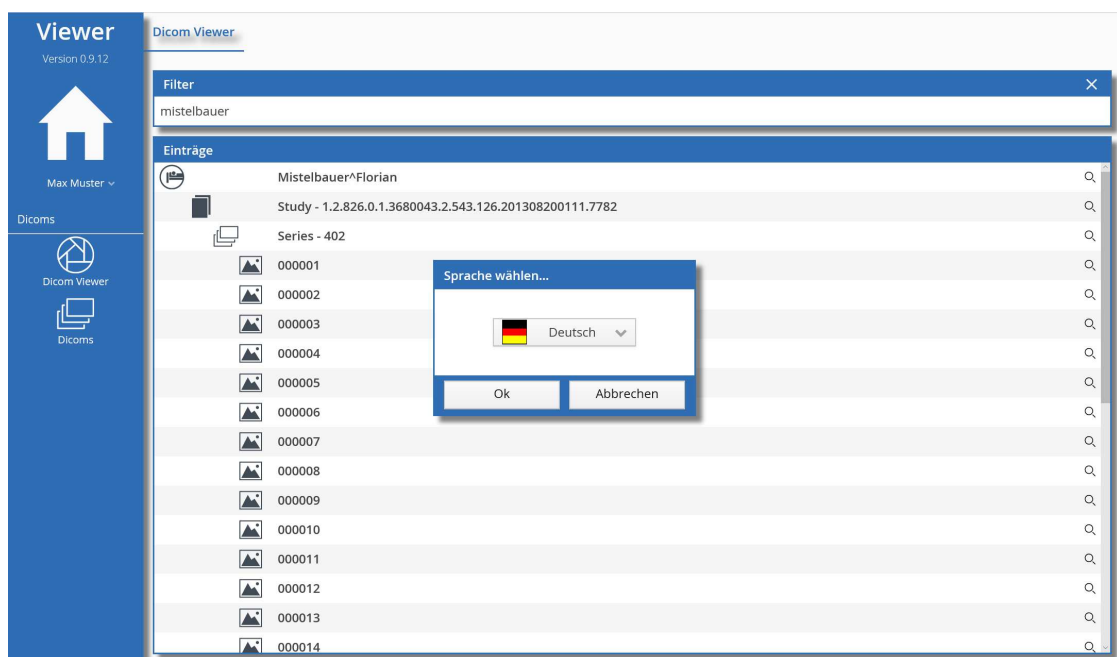 Viewer
Version 0.9.12
Max Muster
Dicoms
Dicom Viewer
Dicoms
Dicom Viewer
Filter
mistelbauer
Einträge
Mistelbauer^Florian
Study - 1.2.826.0.1.3680043.2.543.126.201308200111.7782
Series - 402
000001
000002
000003
000004
000005
000006
000007
000008
000009
000010
000011
000012
000013
000014
Sprache wählen...
Deutsch
Ok Abbrechen